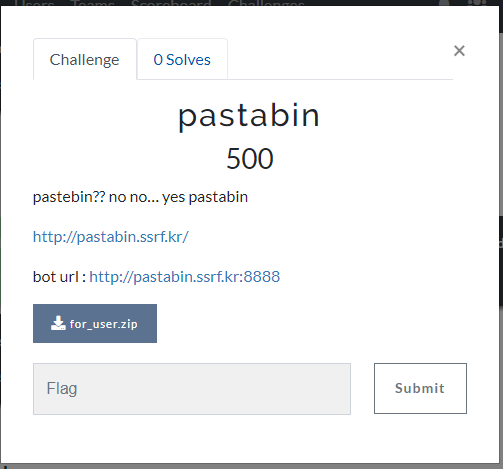 Users Teams Scoreboard Challenges
Challenge
0 Solves
×
pastabin
500
pastebin?? no no... yes pastabin
http://pastabin.ssrf.kr/
bot url : http://pastabin.ssrf.kr:8888
for_user.zip
Flag
Submit